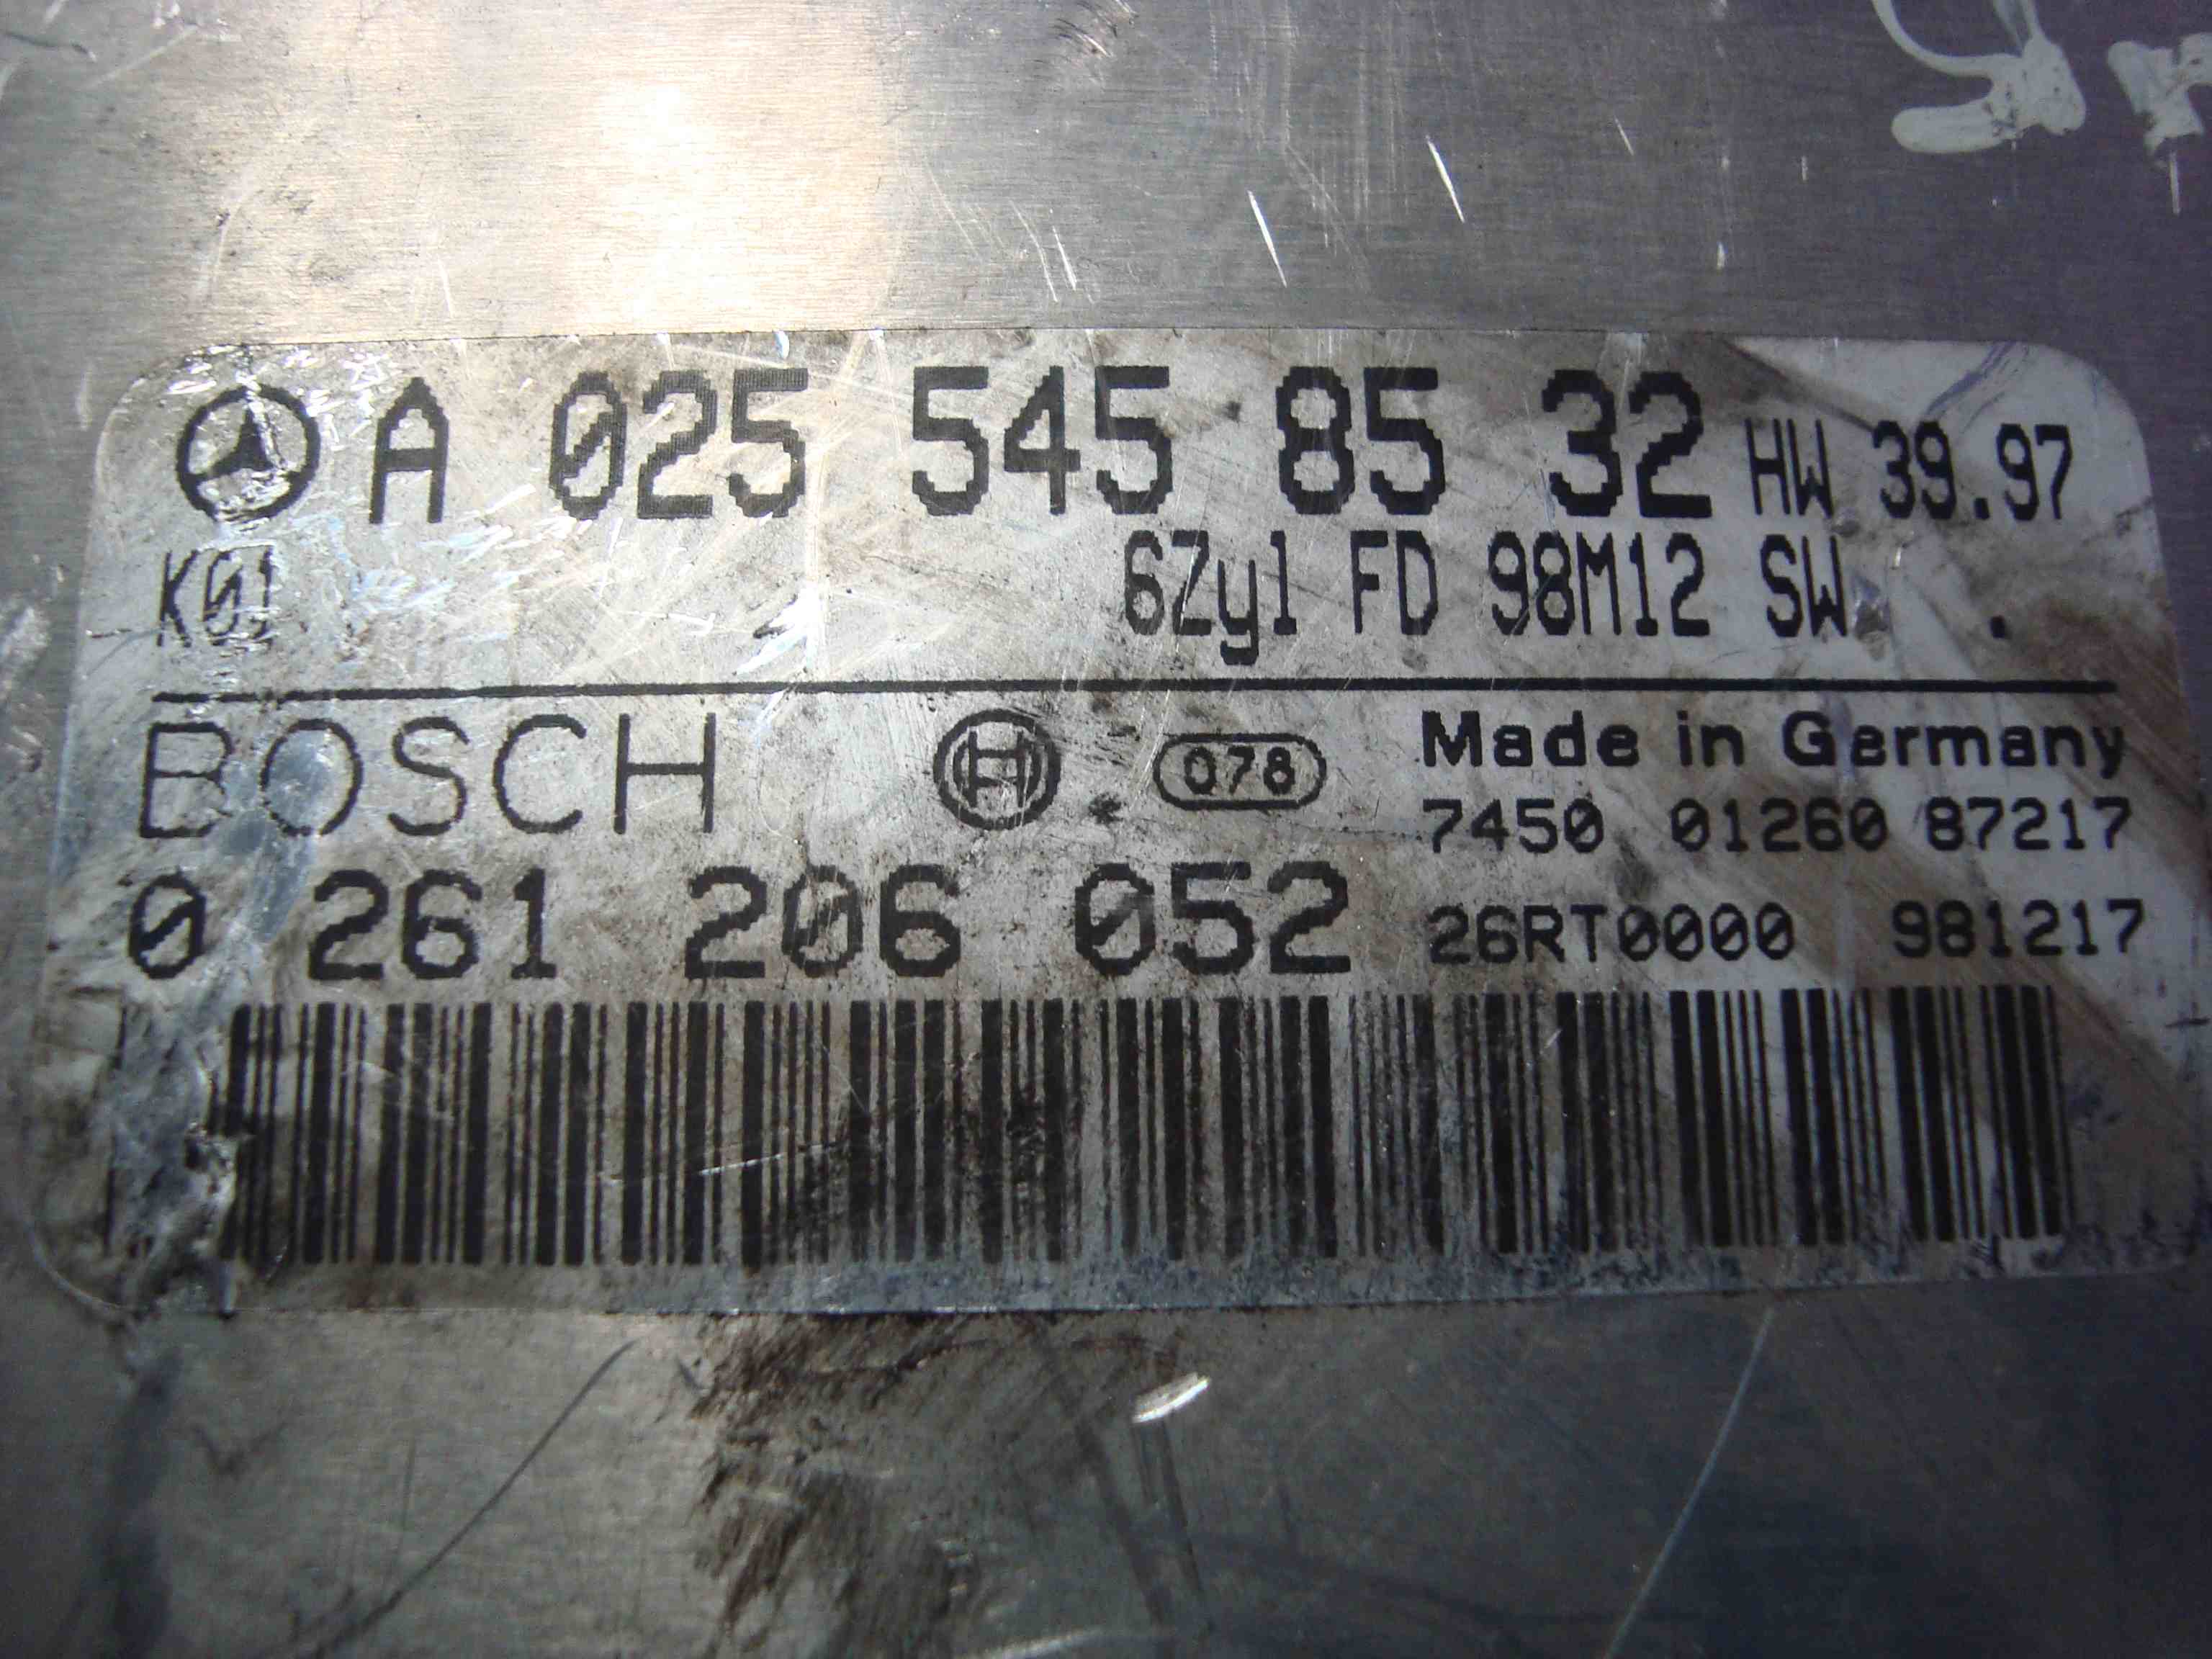 A 025 545 85 32 HW 39.97
K01 6Zyl FD 98M12 SW .
BOSCH H 078 Made in Germany
7450 01260 87217
0 261 206 052 26RT0000 981217